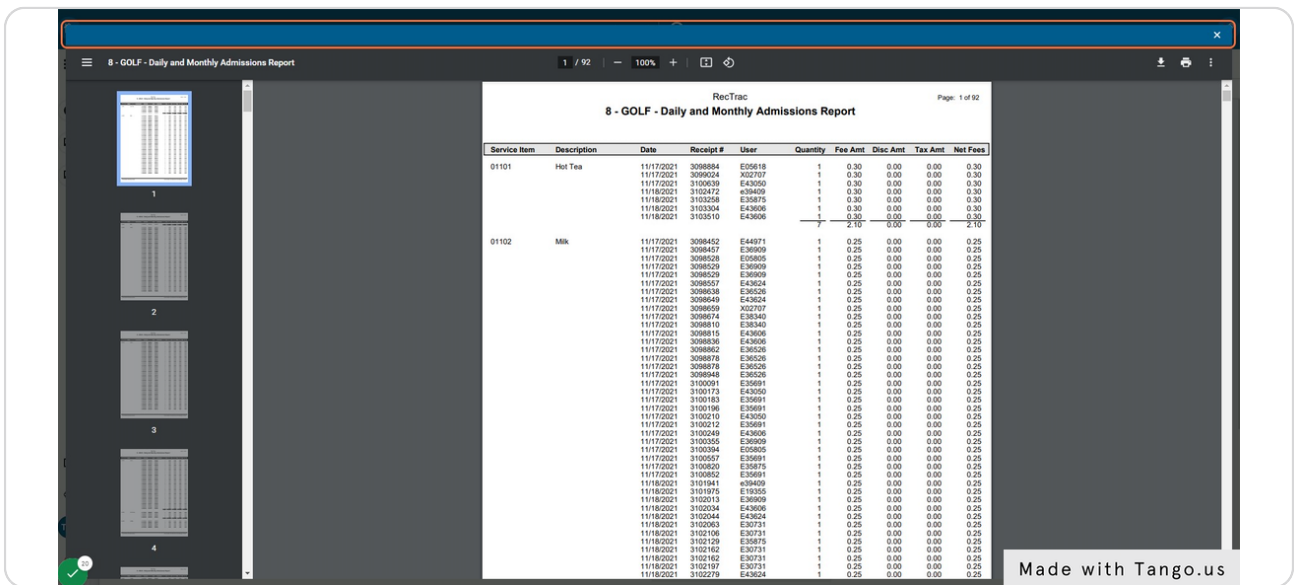 ×
8 - GOLF - Daily and Monthly Admissions Report 1 / 92 − 100% +
RecTrac Page: 1 of 92
8 - GOLF - Daily and Monthly Admissions Report
Service Item Description Date Receipt # User Quantity Fee Amt Disc Amt Tax Amt Net Fees
01101 Hot Tea 11/17/2021 3098884 E05618 1 0.30 0.00 0.00 0.30
11/17/2021 3099024 X02707 1 0.30 0.00 0.00 0.30
11/17/2021 3100639 E43050 1 0.30 0.00 0.00 0.30
11/18/2021 3102472 e39409 1 0.30 0.00 0.00 0.30
11/18/2021 3103258 E35875 1 0.30 0.00 0.00 0.30
11/18/2021 3103304 E43606 1 0.30 0.00 0.00 0.30
11/18/2021 3103510 E43606 1 0.30 0.00 0.00 0.30
7 2.10 0.00 0.00 2.10
01102 Milk 11/17/2021 3098452 E44971 1 0.25 0.00 0.00 0.25
11/17/2021 3098457 E36909 1 0.25 0.00 0.00 0.25
11/17/2021 3098528 E05805 1 0.25 0.00 0.00 0.25
11/17/2021 3098529 E36909 1 0.25 0.00 0.00 0.25
11/17/2021 3098529 E36909 1 0.25 0.00 0.00 0.25
11/17/2021 3098557 E43624 1 0.25 0.00 0.00 0.25
11/17/2021 3098638 E36526 1 0.25 0.00 0.00 0.25
11/17/2021 3098649 E43624 1 0.25 0.00 0.00 0.25
11/17/2021 3098659 X02707 1 0.25 0.00 0.00 0.25
11/17/2021 3098674 E38340 1 0.25 0.00 0.00 0.25
11/17/2021 3098810 E38340 1 0.25 0.00 0.00 0.25
11/17/2021 3098815 E43606 1 0.25 0.00 0.00 0.25
11/17/2021 3098836 E43606 1 0.25 0.00 0.00 0.25
11/17/2021 3098862 E36526 1 0.25 0.00 0.00 0.25
11/17/2021 3098878 E36526 1 0.25 0.00 0.00 0.25
11/17/2021 3098878 E36526 1 0.25 0.00 0.00 0.25
11/17/2021 3098948 E36526 1 0.25 0.00 0.00 0.25
11/17/2021 3100091 E35691 1 0.25 0.00 0.00 0.25
11/17/2021 3100173 E43050 1 0.25 0.00 0.00 0.25
11/17/2021 3100183 E35691 1 0.25 0.00 0.00 0.25
11/17/2021 3100196 E35691 1 0.25 0.00 0.00 0.25
11/17/2021 3100210 E43050 1 0.25 0.00 0.00 0.25
11/17/2021 3100212 E35691 1 0.25 0.00 0.00 0.25
11/17/2021 3100249 E43606 1 0.25 0.00 0.00 0.25
11/17/2021 3100355 E36909 1 0.25 0.00 0.00 0.25
11/17/2021 3100394 E05805 1 0.25 0.00 0.00 0.25
11/17/2021 3100557 E35691 1 0.25 0.00 0.00 0.25
11/17/2021 3100820 E35875 1 0.25 0.00 0.00 0.25
11/17/2021 3100852 E35691 1 0.25 0.00 0.00 0.25
11/18/2021 3101941 e39409 1 0.25 0.00 0.00 0.25
11/18/2021 3101975 E19355 1 0.25 0.00 0.00 0.25
11/18/2021 3102013 E36909 1 0.25 0.00 0.00 0.25
11/18/2021 3102034 E43606 1 0.25 0.00 0.00 0.25
11/18/2021 3102044 E43624 1 0.25 0.00 0.00 0.25
11/18/2021 3102063 E30731 1 0.25 0.00 0.00 0.25
11/18/2021 3102106 E30731 1 0.25 0.00 0.00 0.25
11/18/2021 3102129 E35875 1 0.25 0.00 0.00 0.25
11/18/2021 3102162 E30731 1 0.25 0.00 0.00 0.25
11/18/2021 3102162 E30731 1 0.25 0.00 0.00 0.25
11/18/2021 3102197 E30731 1 0.25 0.00 0.00 0.25
11/18/2021 3102279 E43624 1 0.25 0.00 0.00 0.25
1
2
3
4
20
Made with Tango.us